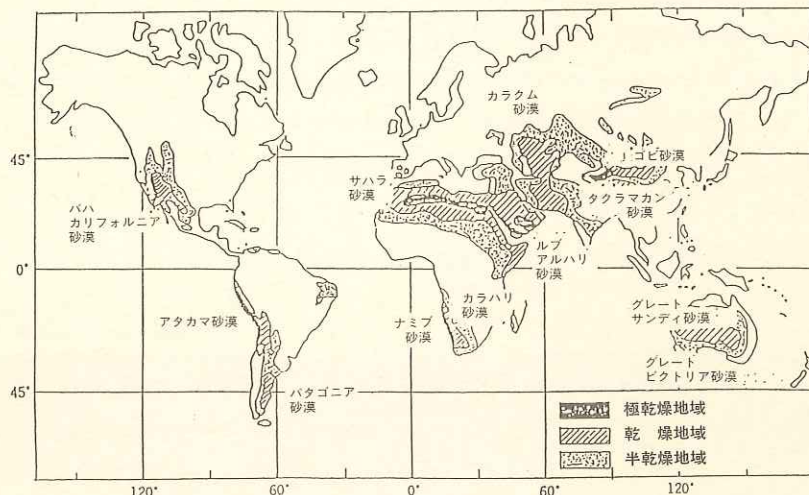 カラクム
砂漠
45°
ゴビ砂漠
サハラ
砂漠
タクラマカン
砂漠
バハ
カリフォルニア
砂漠
ルブ
アルハリ
砂漠
0°
カラハリ
砂漠
グレート
サンディ砂漠
アタカマ砂漠
ナミブ
砂漠
グレート
ビクトリア砂漠
45°
パタゴニア
砂漠
極乾燥地域
乾 燥地域
半乾燥地域
120° 60° 0° 60° 120°